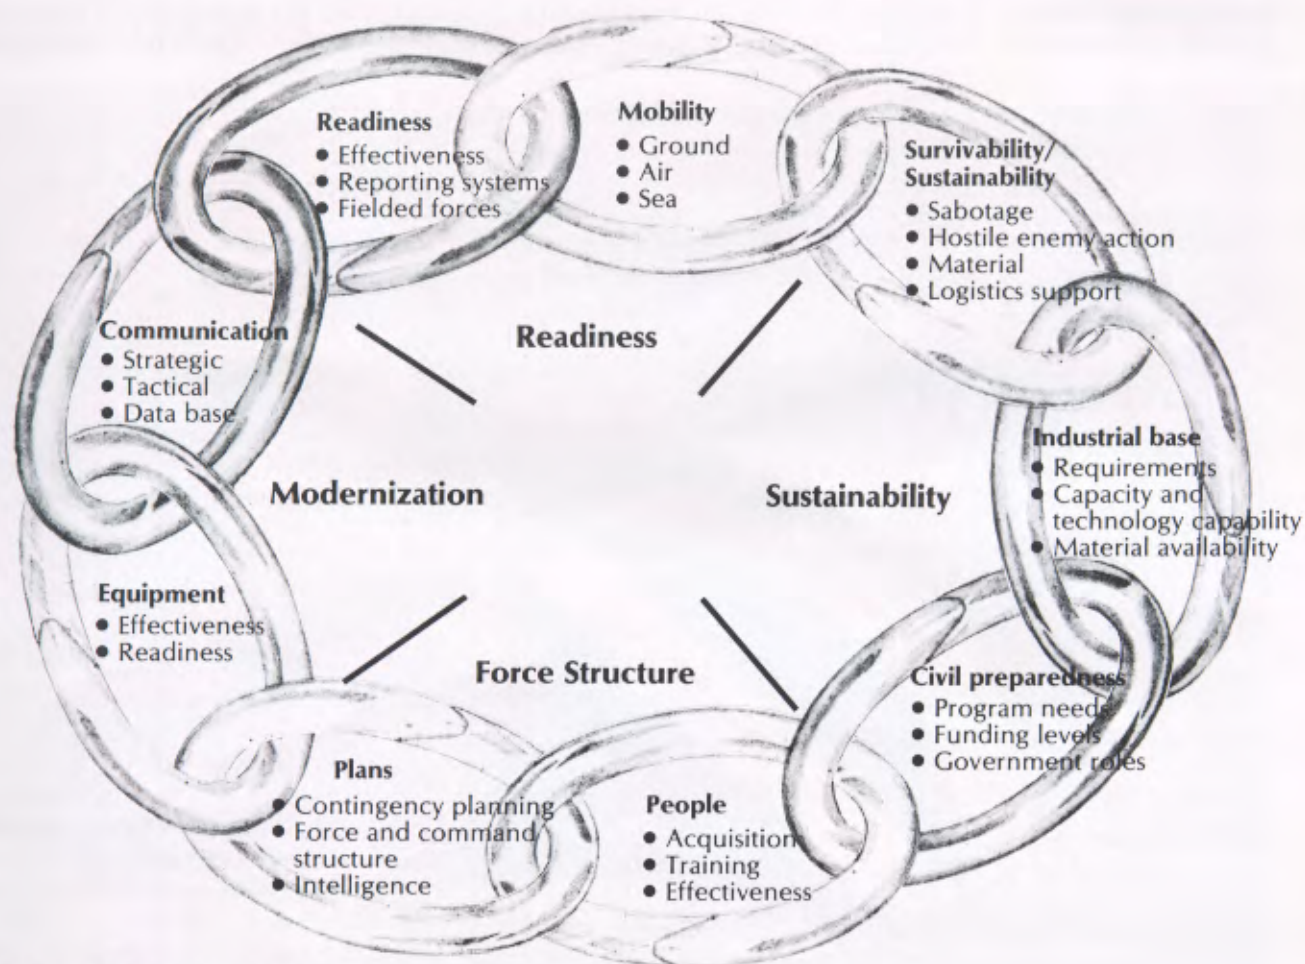 Readiness
● Effectiveness
● Reporting systems
● Fielded forces
Mobility
● Ground
● Air
● Sea
Survivability/
Sustainability
● Sabotage
● Hostile enemy action
● Material
● Logistics support
Communication
● Strategic
● Tactical
● Data base
Readiness
Modernization
Sustainability
Force Structure
Industrial base
● Requirements
● Capacity and
technology capability
● Material availability
Equipment
● Effectiveness
● Readiness
Civil preparedness
● Program needs
● Funding levels
● Government roles
Plans
● Contingency planning
● Force and command
structure
● Intelligence
People
● Acquisition
● Training
● Effectiveness